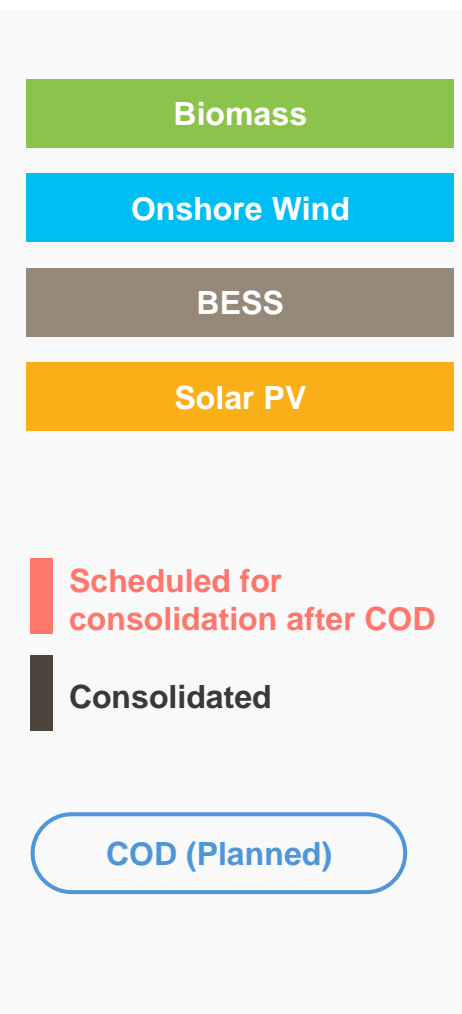 Biomass
Onshore Wind
BESS
Solar PV
Scheduled for
consolidation after COD
Consolidated
COD (Planned)